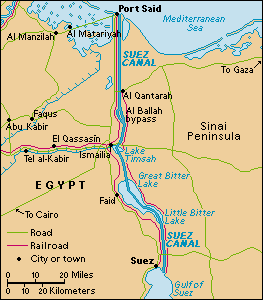 Port Said
Mediterranean
Sea
Al Matariyah
Al Manzilah
SUEZ
CANAL
To Gaza
Al Qantarah
Al Ballah
bypass
Faqus
Abu Kabir
Sinai
Peninsula
El Qassasin
Tel al-Kabir
Ismailia
Lake
Timsah
Great Bitter
Lake
EGYPT
Faid
To Cairo
Little Bitter
Lake
SUEZ
CANAL
Road
Railroad
City or town
Suez
0 20 Miles
0 20 Kilometers
Gulf of
Suez